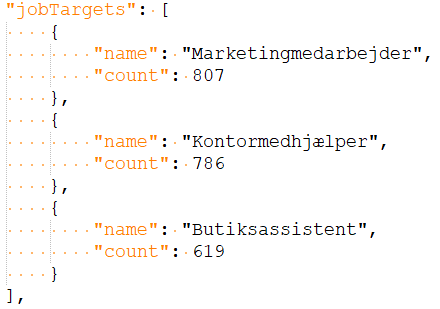 "jobTargets": [
    {
        "name": "Marketingmedarbejder",
        "count": 807
    },
    {
        "name": "Kontormedhjælper",
        "count": 786
    },
    {
        "name": "Butiksassistent",
        "count": 619
    }
],